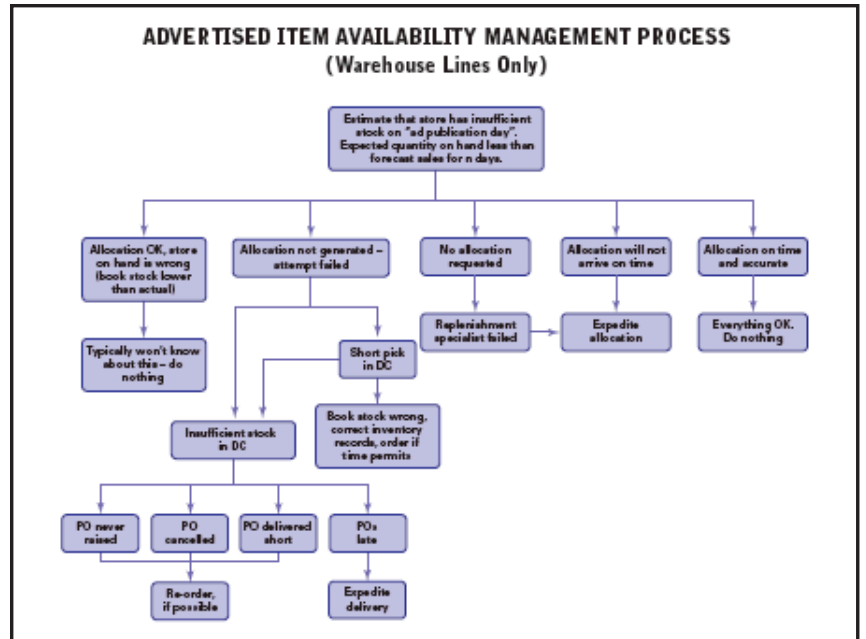 ADVERTISED ITEM AVAILABILITY MANAGEMENT PROCESS
(Warehouse Lines Only)
Estimate that store has insufficient
stock on "ad publication day".
Expected quantity on hand less than
forecast sales for n days.
Allocation OK, store
on hand is wrong
(book stock lower
than actual)
Allocation not generated –
attempt failed
No allocation
requested
Allocation will not
arrive on time
Allocation on time
and accurate
Typically won't know
about this – do
nothing
Short pick
in DC
Replenishment
specialist failed
Expedite
allocation
Everything OK.
Do nothing
Insufficient stock
in DC
Book stock wrong,
correct inventory
records, order if
time permits
PO never
raised
PO
cancelled
PO delivered
short
POs
late
Re-order,
if possible
Expedite
delivery